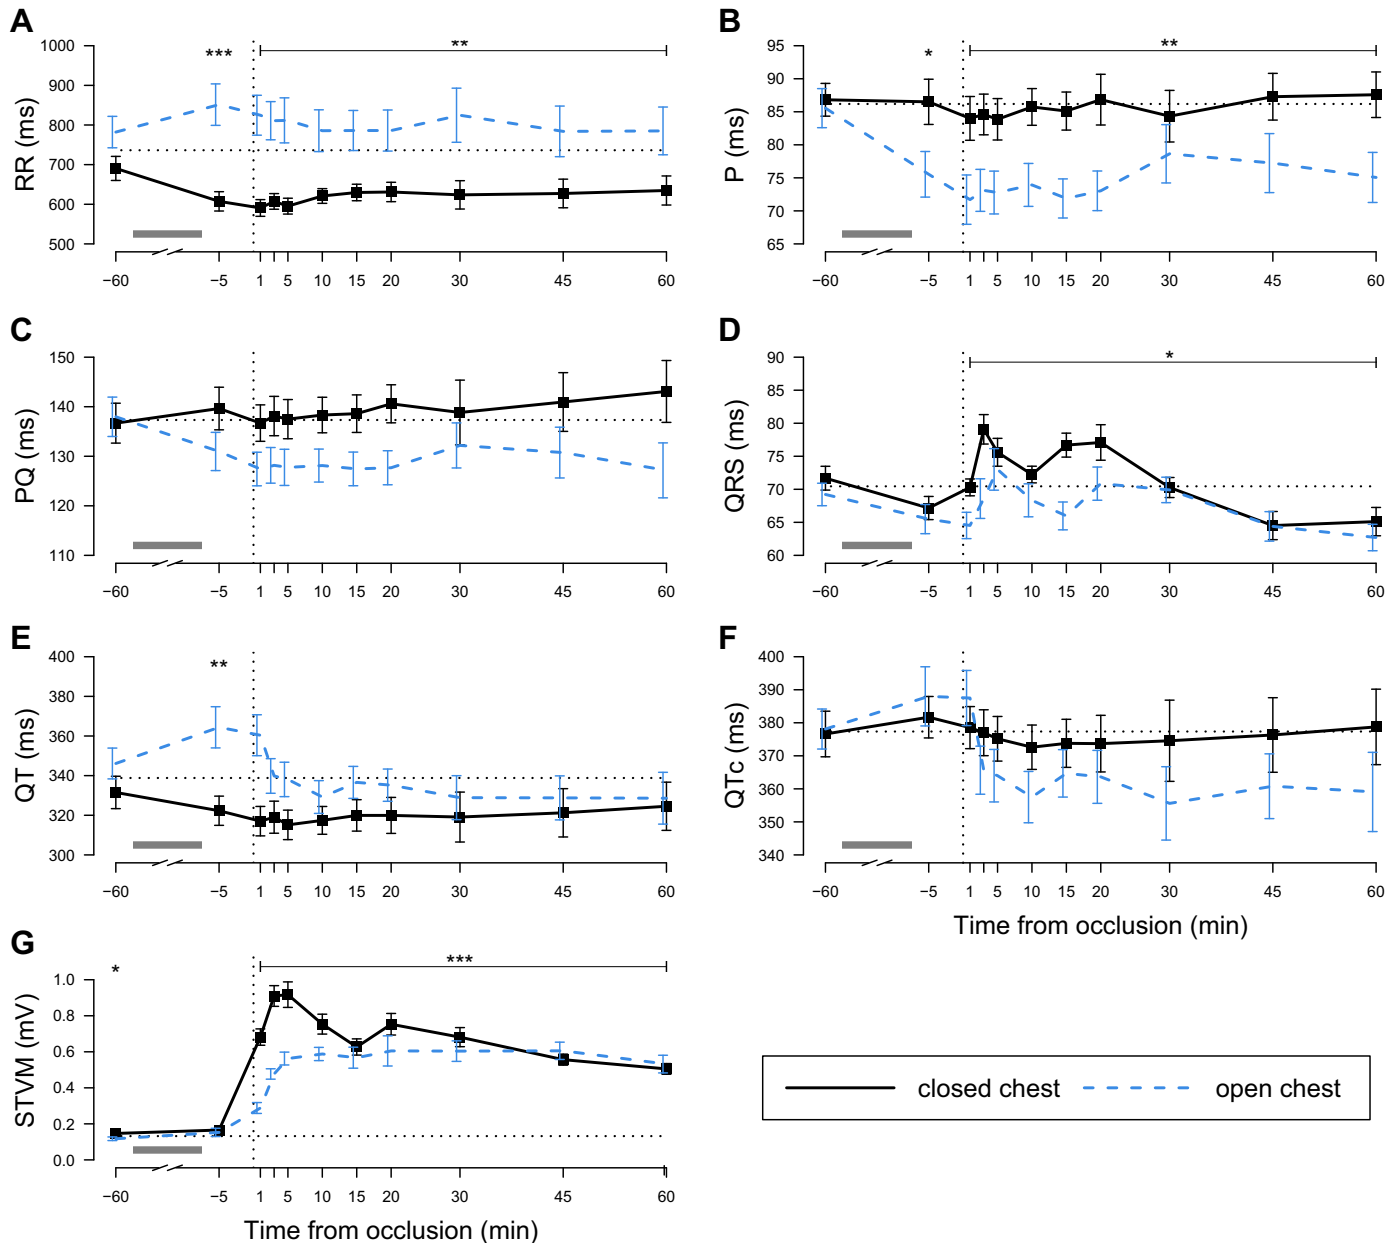 A
RR (ms)
1000
900
800
700
600
500
***
**
−60 −5 1 5 10 15 20 30 45 60
B
P (ms)
95
90
85
80
75
70
65
*
**
−60 −5 1 5 10 15 20 30 45 60
C
PQ (ms)
150
140
130
120
110
−60 −5 1 5 10 15 20 30 45 60
D
QRS (ms)
90
85
80
75
70
65
60
*
−60 −5 1 5 10 15 20 30 45 60
E
QT (ms)
400
380
360
340
320
300
**
−60 −5 1 5 10 15 20 30 45 60
F
QTc (ms)
400
390
380
370
360
350
340
−60 −5 1 5 10 15 20 30 45 60
Time from occlusion (min)
G
STVM (mV)
1.0
0.8
0.6
0.4
0.2
0.0
*
***
−60 −5 1 5 10 15 20 30 45 60
Time from occlusion (min)
closed chest
open chest